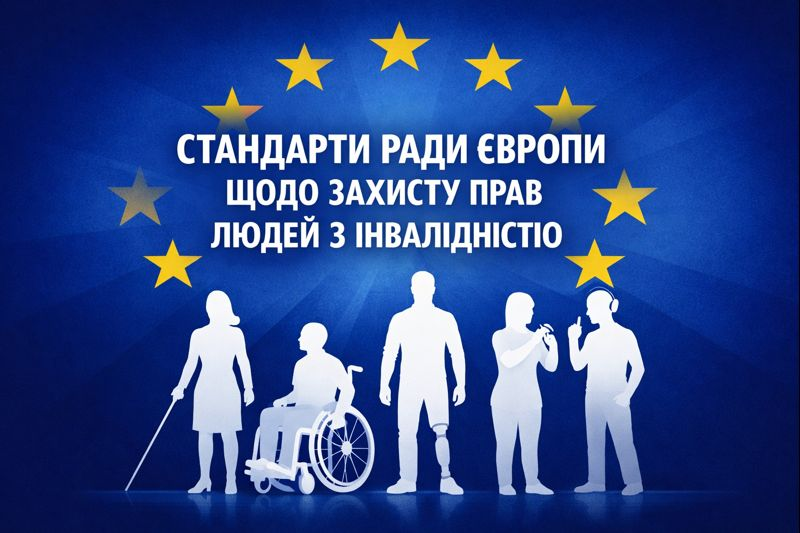 СТАНДАРТИ РАДИ ЄВРОПИ
ЩОДО ЗАХИСТУ ПРАВ
ЛЮДЕЙ З ІНВАЛІДНІСТЮ